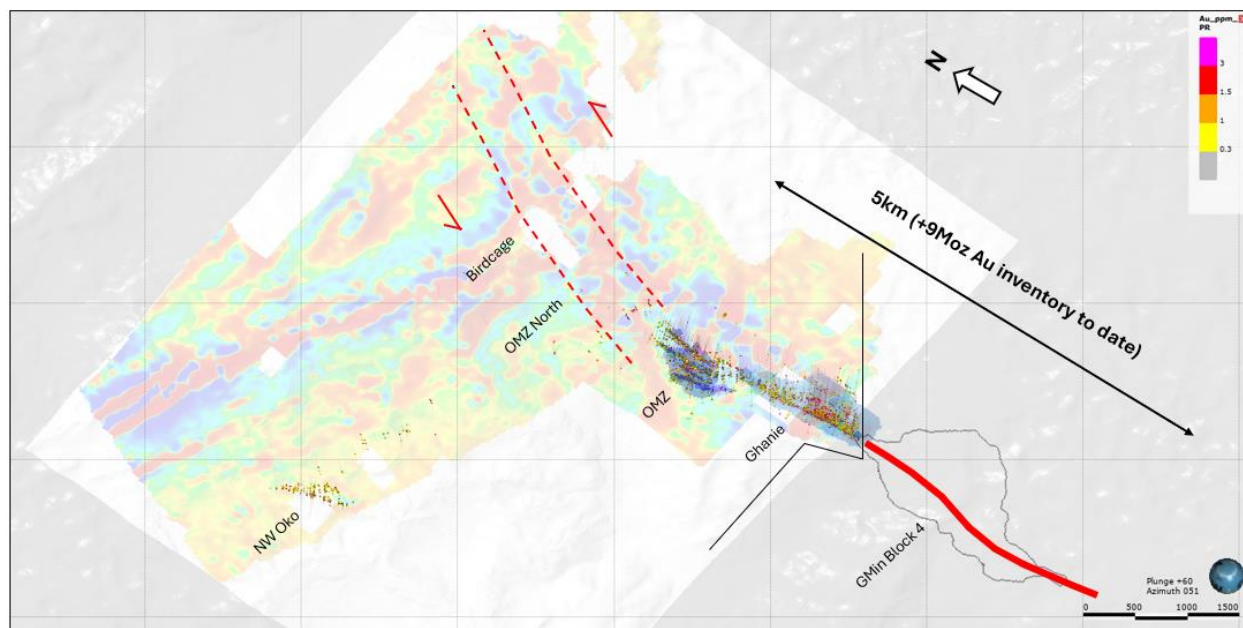 Au_ppm_
PR
3
1.5
1
0.3
N
5km (+9Moz Au inventory to date)
Birdcage
OMZ North
OMZ
Ghanie
NW Oko
GMin Block 4
Plunge +60
Azimuth 051
0 500 1000 1500